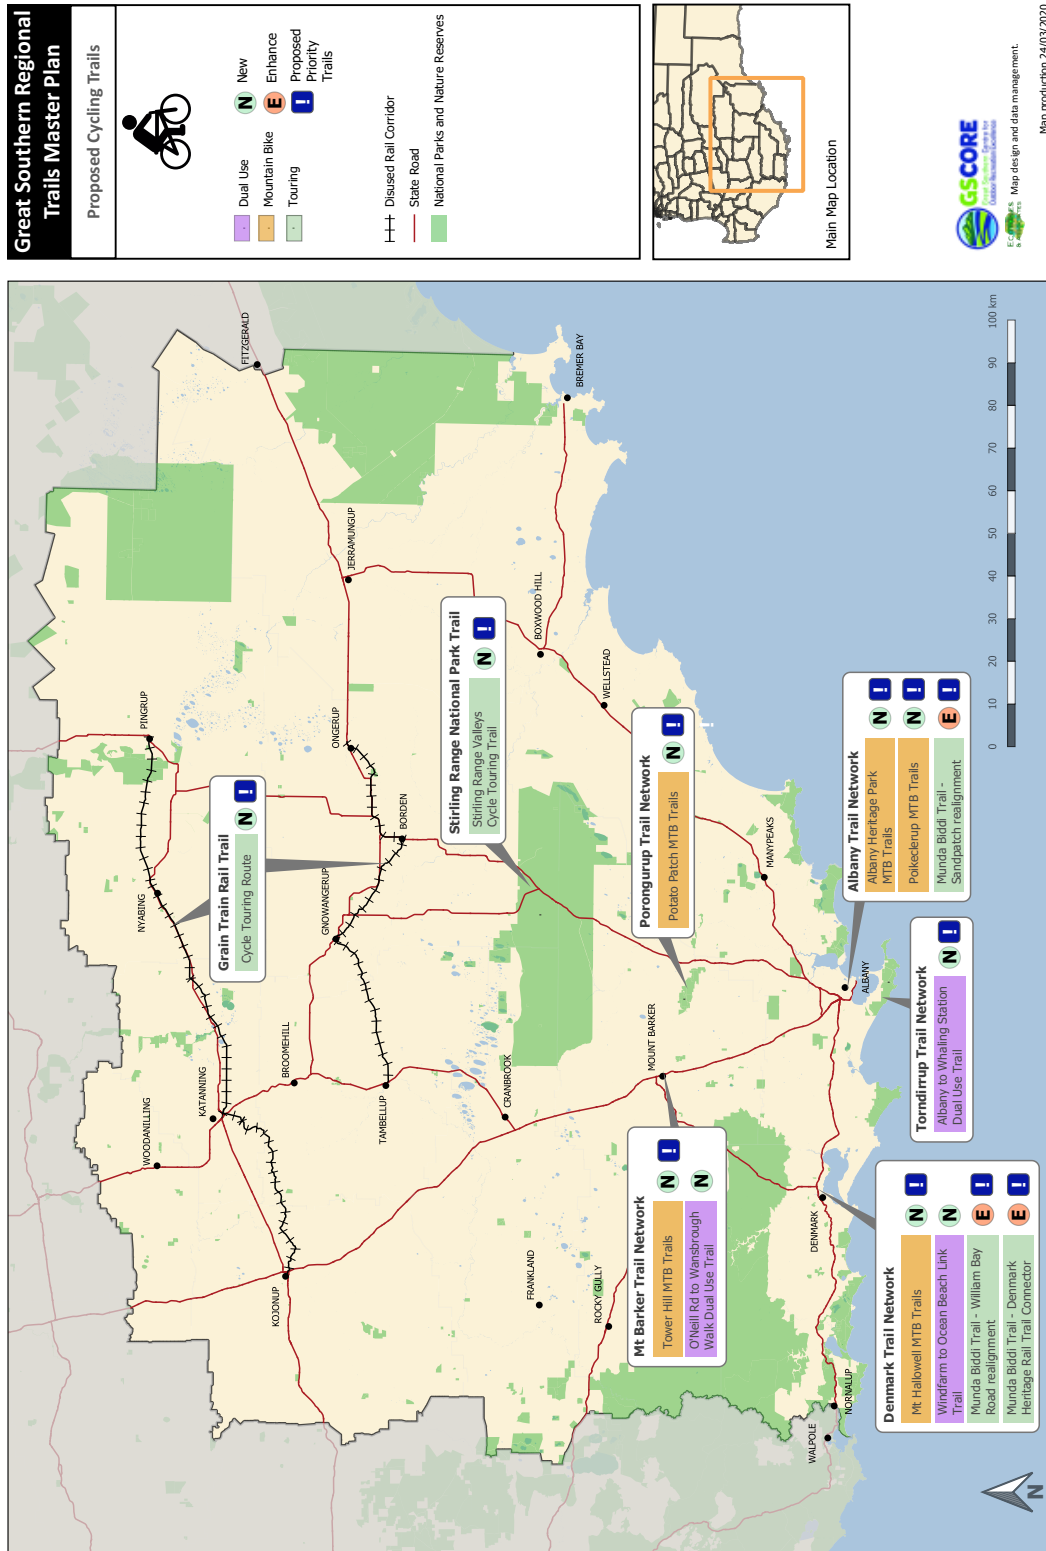 Great Southern Regional
Trails Master Plan
Proposed Cycling Trails
Dual Use
Mountain Bike
Touring
N New
E Enhance
! Proposed
Priority
Trails
Disused Rail Corridor
State Road
National Parks and Nature Reserves
Main Map Location
GSCORE
Map design and data management.
Map production 24/03/2020
FITZGERALD
BREMER BAY
JERRAMUNGUP
BOXWOOD HILL
WELLSTEAD
PINGRUP
ONGERUP
BORDEN
NYABING
GNOWANGERUP
MANYPEAKS
ALBANY
MOUNT BARKER
BROOMEHILL
KATANNING
TAMBELLUP
CRANBROOK
WOODANILLING
KOJONUP
FRANKLAND
ROCKY GULLY
DENMARK
NORNALUP
WALPOLE
Grain Train Rail Trail
Cycle Touring Route
N !
Stirling Range National Park Trail
Stirling Range Valleys
Cycle Touring Trail
N !
Porongurup Trail Network
Potato Patch MTB Trails
N !
Albany Trail Network
Albany Heritage Park
MTB Trails
N !
Poikeclerup MTB Trails
N !
Munda Biddi Trail -
Sandpatch realignment
E !
Torndirrup Trail Network
Albany to Whaling Station
Dual Use Trail
N !
Mt Barker Trail Network
Tower Hill MTB Trails
N !
O'Neill Rd to Wansbrough
Walk Dual Use Trail
N
Denmark Trail Network
Mt Hallowell MTB Trails
N !
Windfarm to Ocean Beach Link
Trail
N
Munda Biddi Trail - William Bay
Road realignment
E !
Munda Biddi Trail - Denmark
Heritage Rail Trail Connector
E !
0 10 20 30 40 50 60 70 80 90 100 km
N